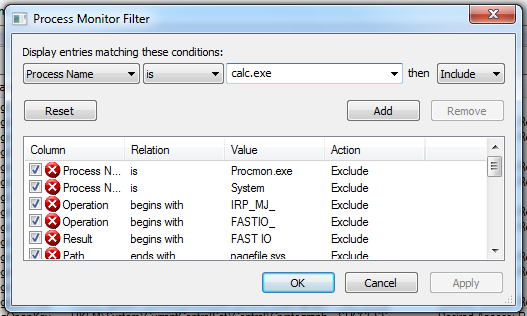 Process Monitor Filter
Display entries matching these conditions:
Process Name is calc.exe then Include
Reset Add Remove
Column Relation Value Action
Process N... is Procmon.exe Exclude
Process N... is System Exclude
Operation begins with IRP_MJ_ Exclude
Operation begins with FASTIO_ Exclude
Result begins with FAST IO Exclude
Path ends with pagefile.sys Exclude
OK Cancel Apply